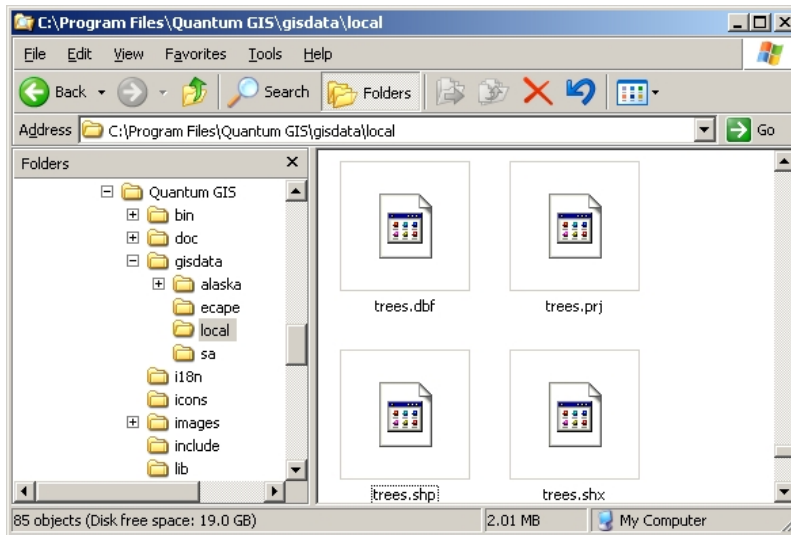 C:\Program Files\Quantum GIS\gisdata\local
File Edit View Favorites Tools Help
Back Search Folders
Address C:\Program Files\Quantum GIS\gisdata\local Go
Folders
Quantum GIS
bin
doc
gisdata
alaska
ecape
local
sa
i18n
icons
images
include
lib
trees.dbf trees.prj
trees.shp trees.shx
85 objects (Disk free space: 19.0 GB) 2.01 MB My Computer